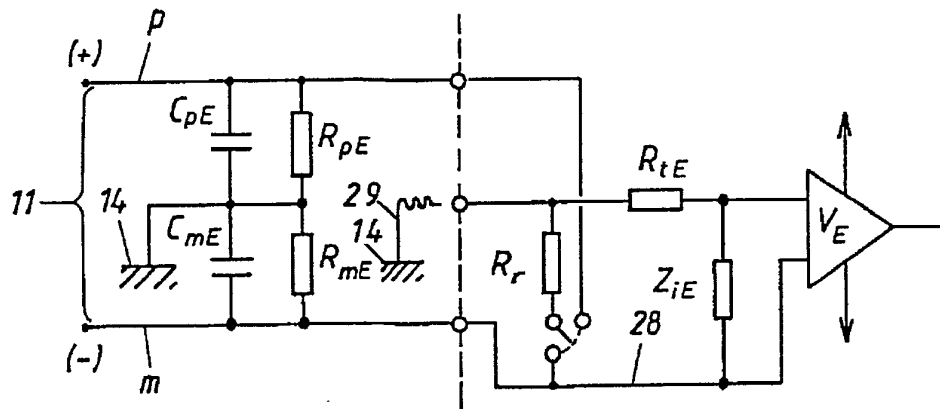 p
(+)
C_pE
R_pE
R_tE
11
14
29
V_E
C_mE
14
R_mE
R_r
Z_iE
28
(-)
m